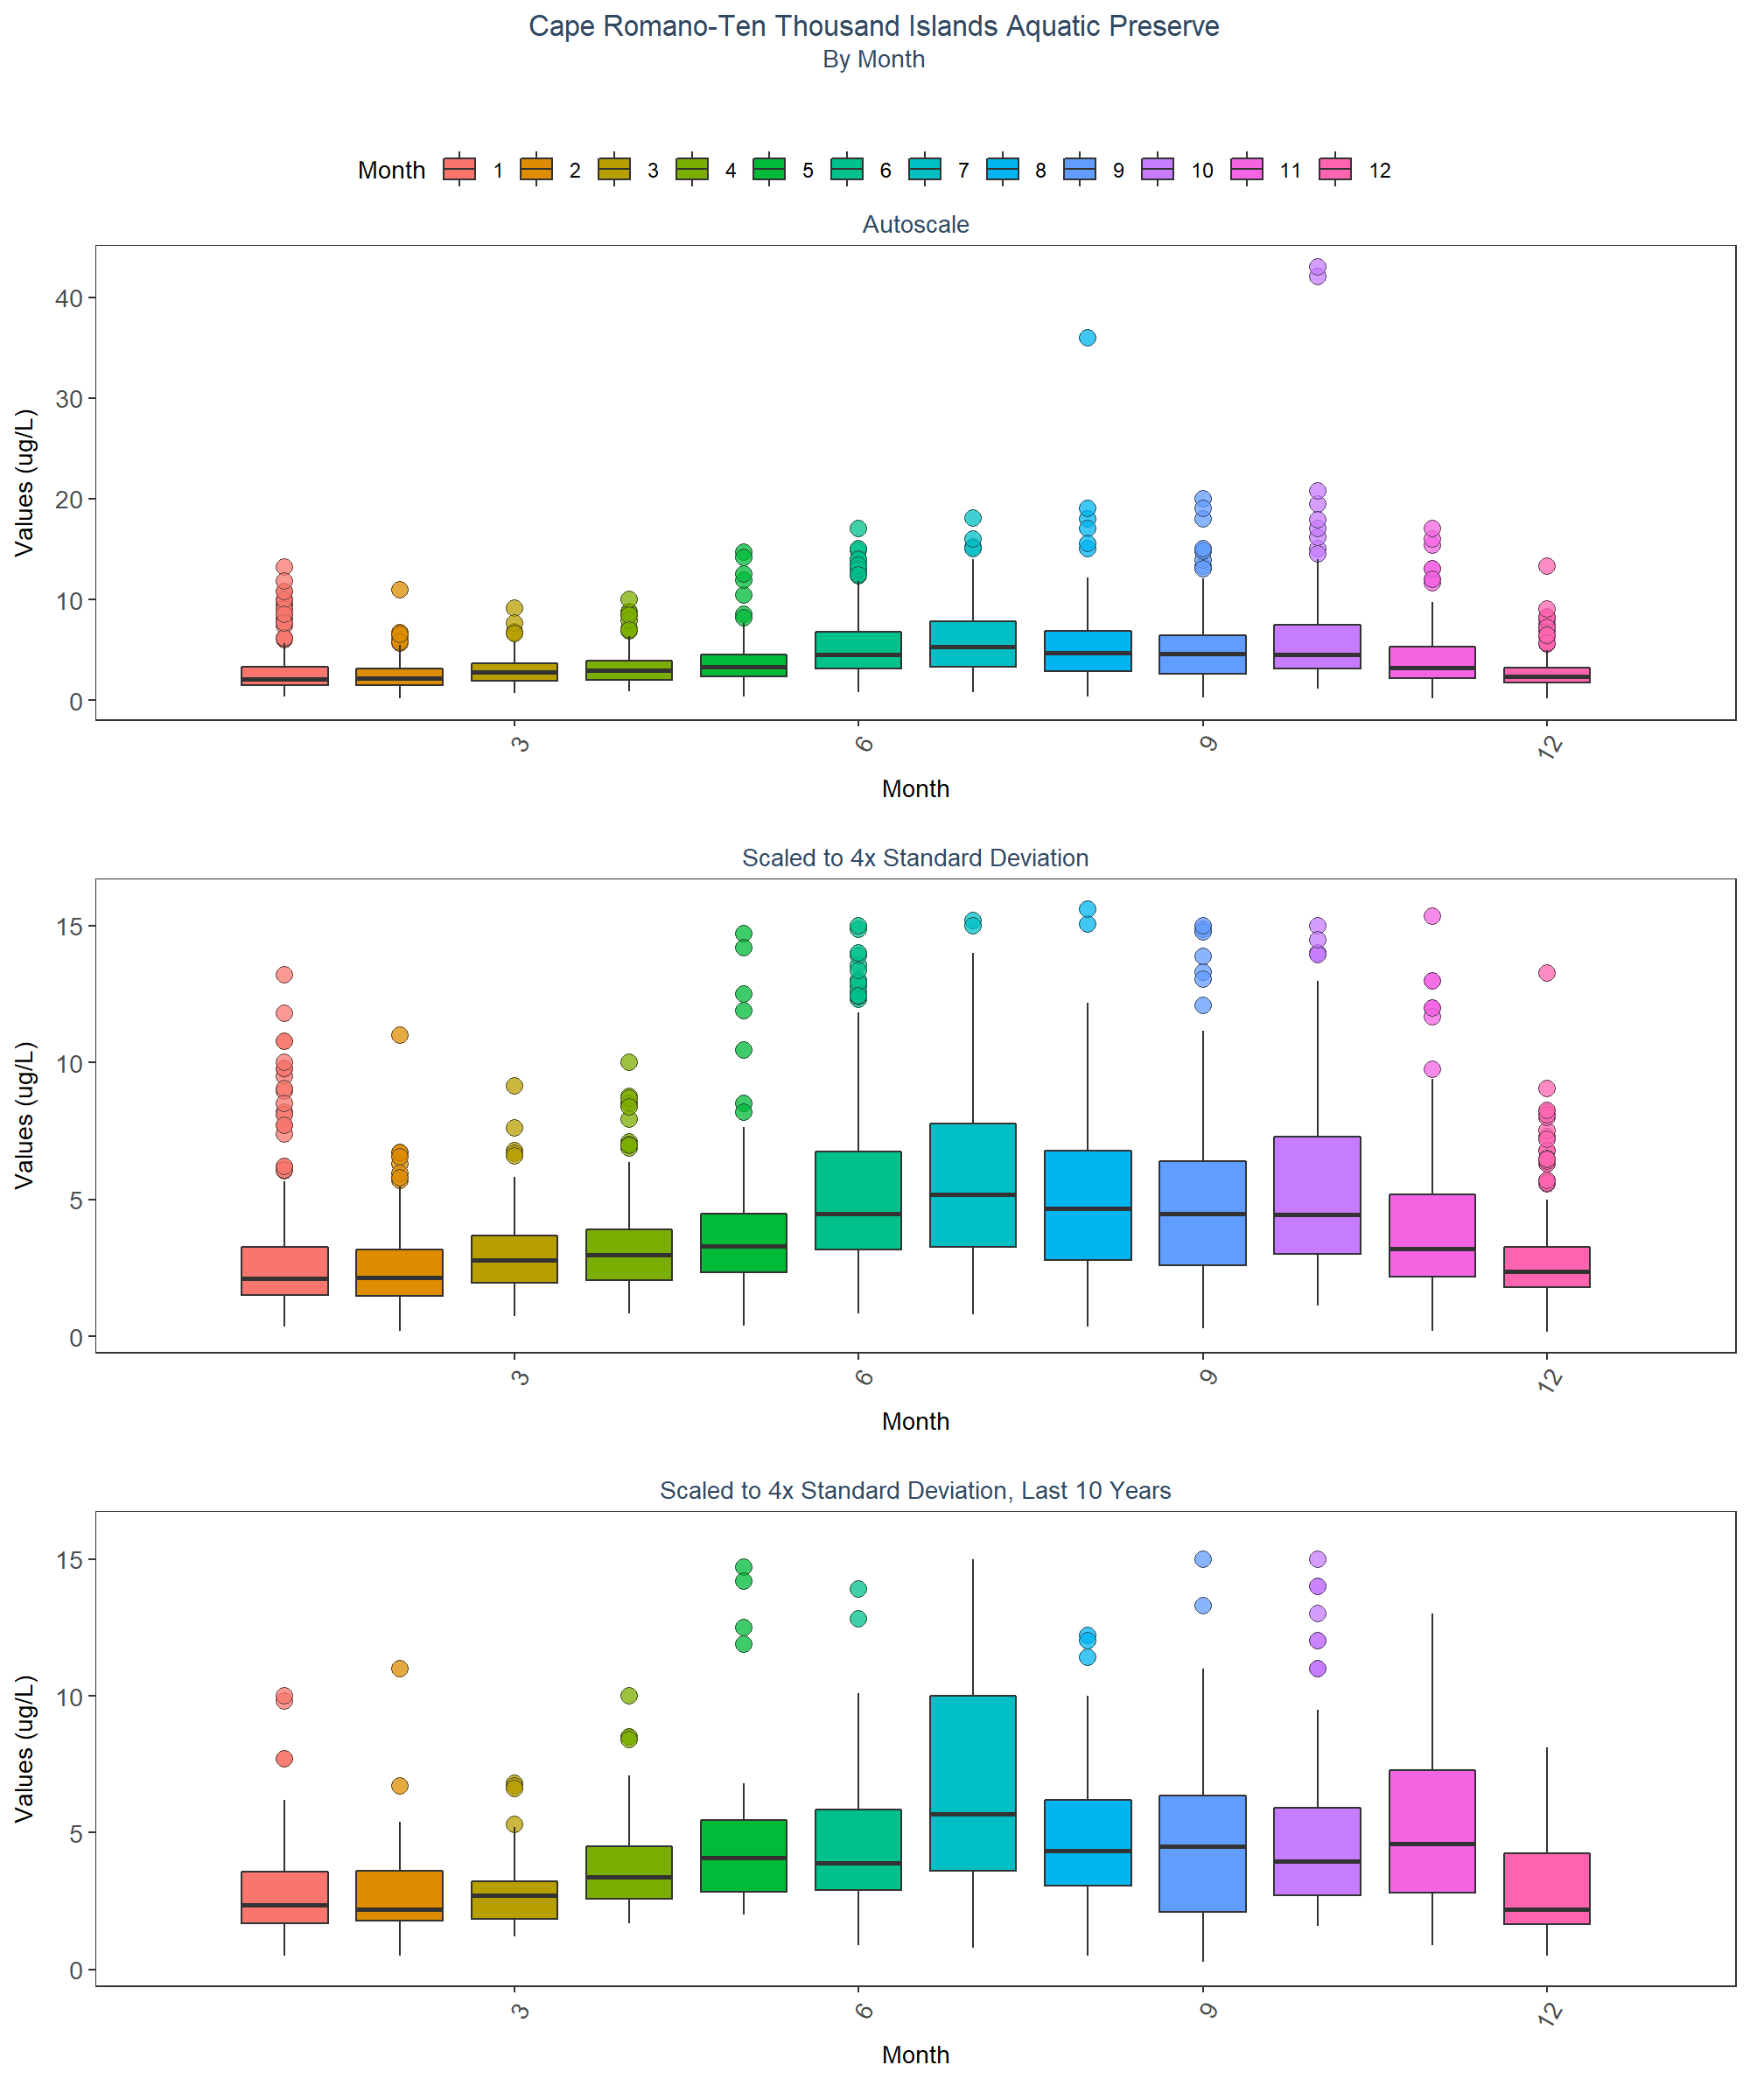 Cape Romano-Ten Thousand Islands Aquatic Preserve
By Month
Month 1 2 3 4 5 6 7 8 9 10 11 12
Autoscale
Values (ug/L)
40
30
20
10
0
3 6 9 12
Month
Scaled to 4x Standard Deviation
Values (ug/L)
15
10
5
0
3 6 9 12
Month
Scaled to 4x Standard Deviation, Last 10 Years
Values (ug/L)
15
10
5
0
3 6 9 12
Month